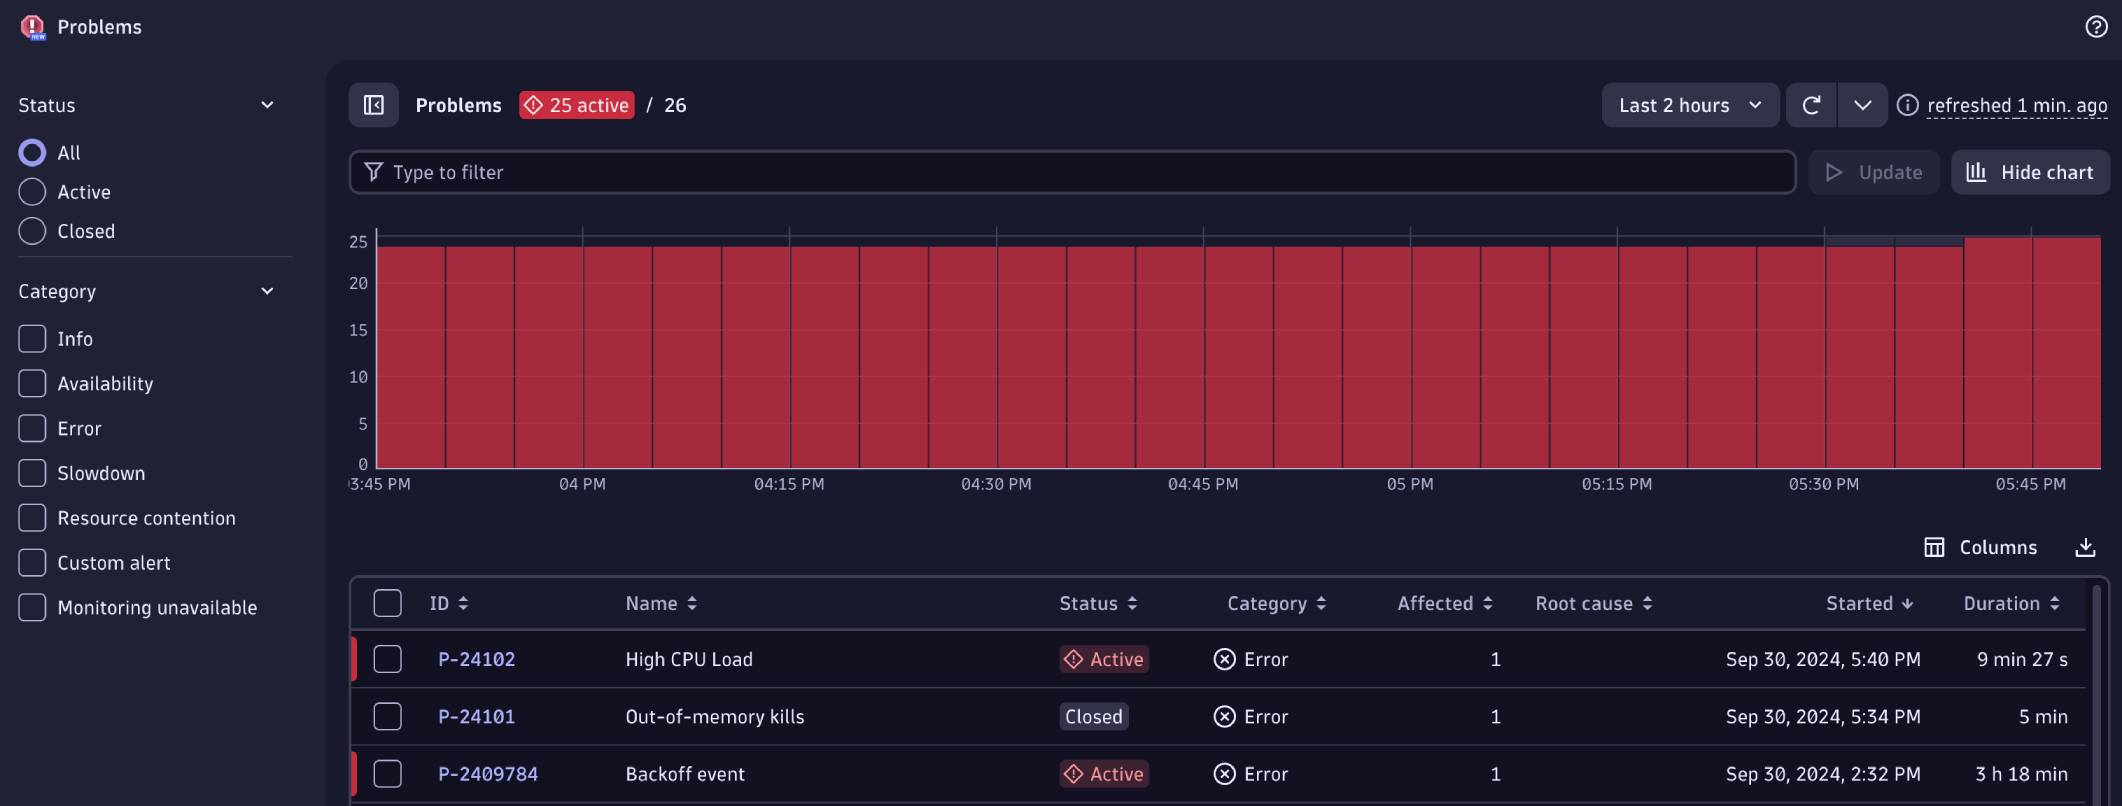 Problems
Status
All
Active
Closed
Category
Info
Availability
Error
Slowdown
Resource contention
Custom alert
Monitoring unavailable
Problems 25 active / 26 Last 2 hours refreshed 1 min. ago
Type to filter Update Hide chart
25
20
15
10
5
0
3:45 PM 04 PM 04:15 PM 04:30 PM 04:45 PM 05 PM 05:15 PM 05:30 PM 05:45 PM
Columns
ID Name Status Category Affected Root cause Started Duration
P-24102 High CPU Load Active Error 1 Sep 30, 2024, 5:40 PM 9 min 27 s
P-24101 Out-of-memory kills Closed Error 1 Sep 30, 2024, 5:34 PM 5 min
P-2409784 Backoff event Active Error 1 Sep 30, 2024, 2:32 PM 3 h 18 min